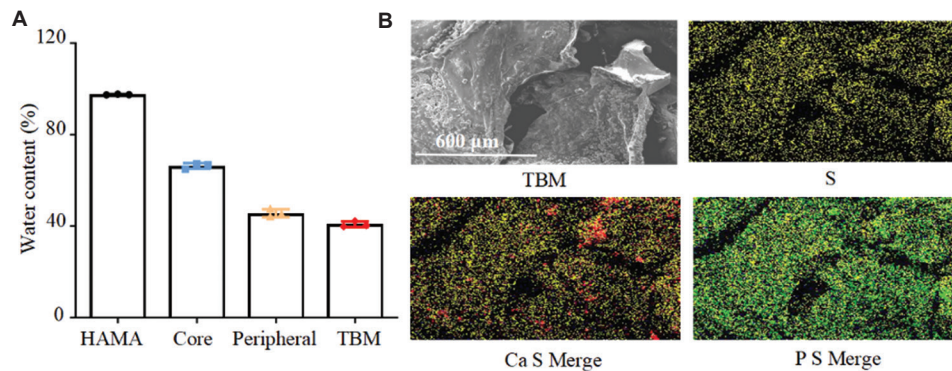 A
Water content (%)
120
80
40
0
HAMA Core Peripheral TBM
B
600 μm
TBM
S
Ca S Merge
P S Merge